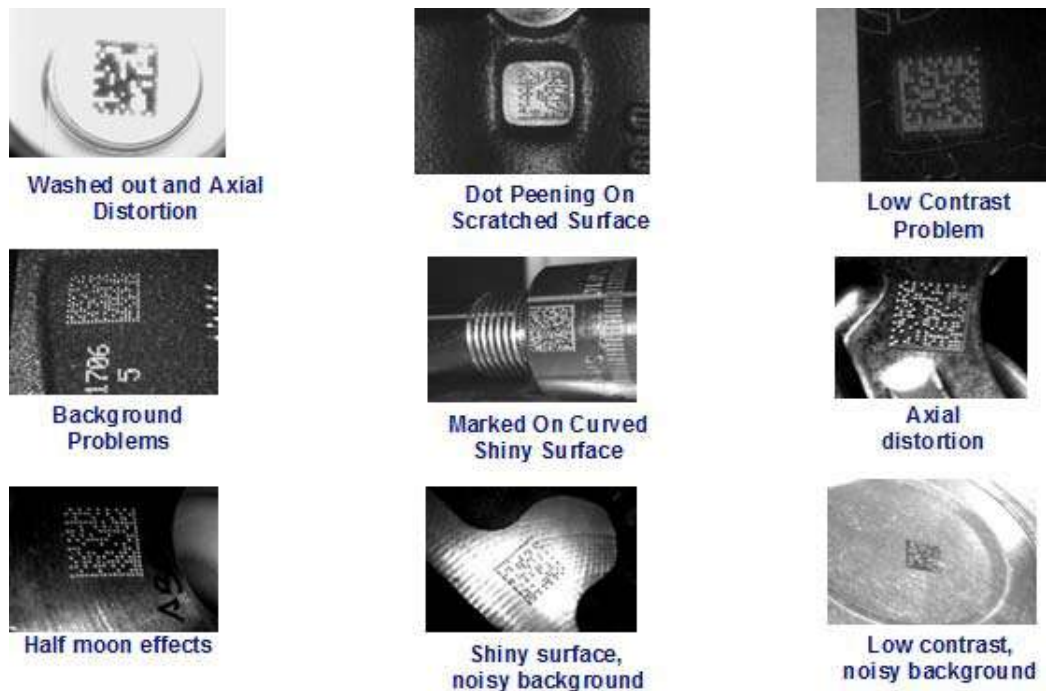 Washed out and Axial
Distortion
Dot Peening On
Scratched Surface
Low Contrast
Problem
1706
5
Background
Problems
Marked On Curved
Shiny Surface
Axial
distortion
Half moon effects
Shiny surface,
noisy background
Low contrast,
noisy background